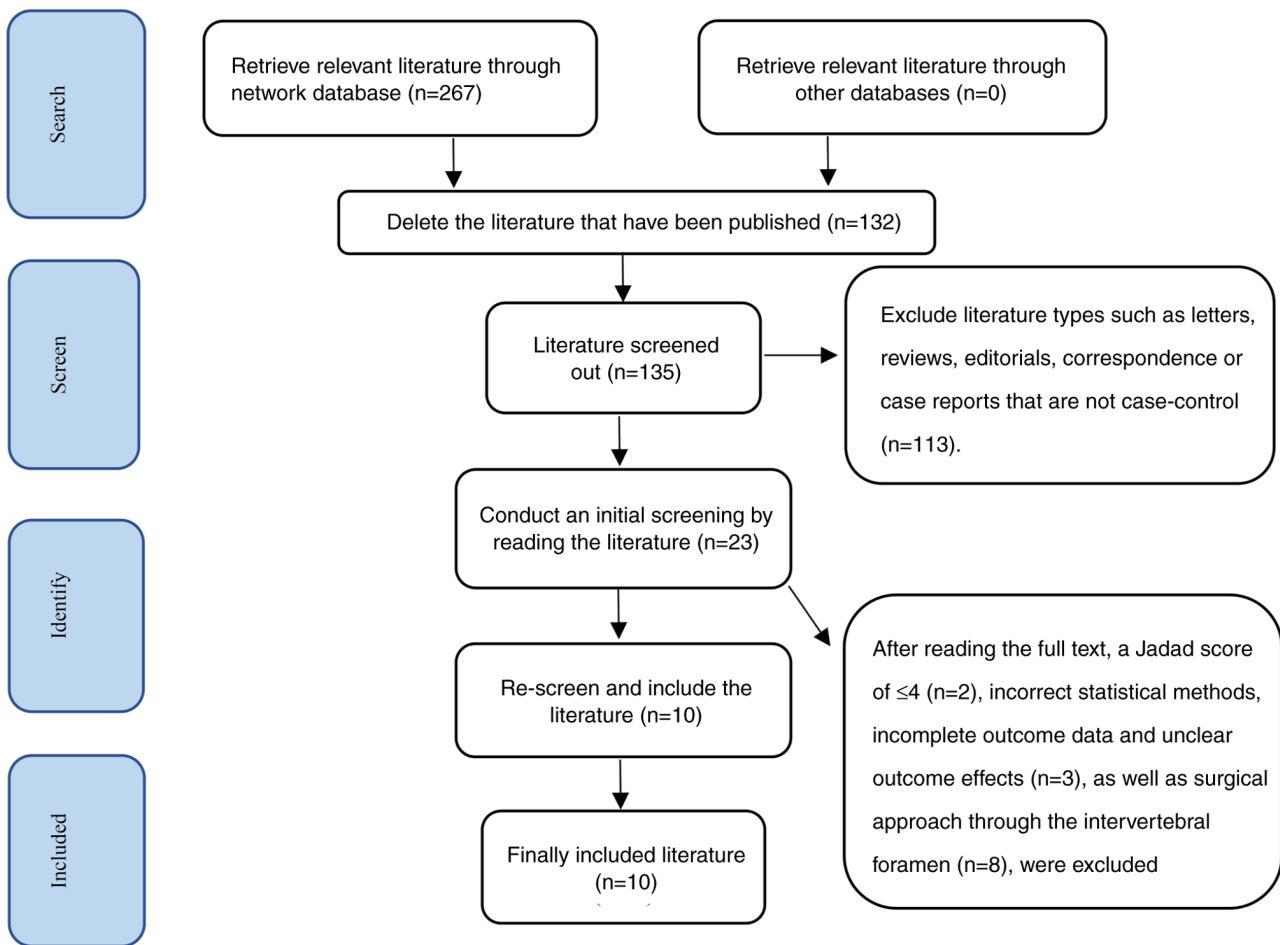 Search
Retrieve relevant literature through
network database (n=267)
Retrieve relevant literature through
other databases (n=0)
Delete the literature that have been published (n=132)
Screen
Literature screened
out (n=135)
Exclude literature types such as letters,
reviews, editorials, correspondence or
case reports that are not case-control
(n=113).
Identify
Conduct an initial screening by
reading the literature (n=23)
Re-screen and include the
literature (n=10)
After reading the full text, a Jadad score
of ≤4 (n=2), incorrect statistical methods,
incomplete outcome data and unclear
outcome effects (n=3), as well as surgical
approach through the intervertebral
foramen (n=8), were excluded
Included
Finally included literature
(n=10)